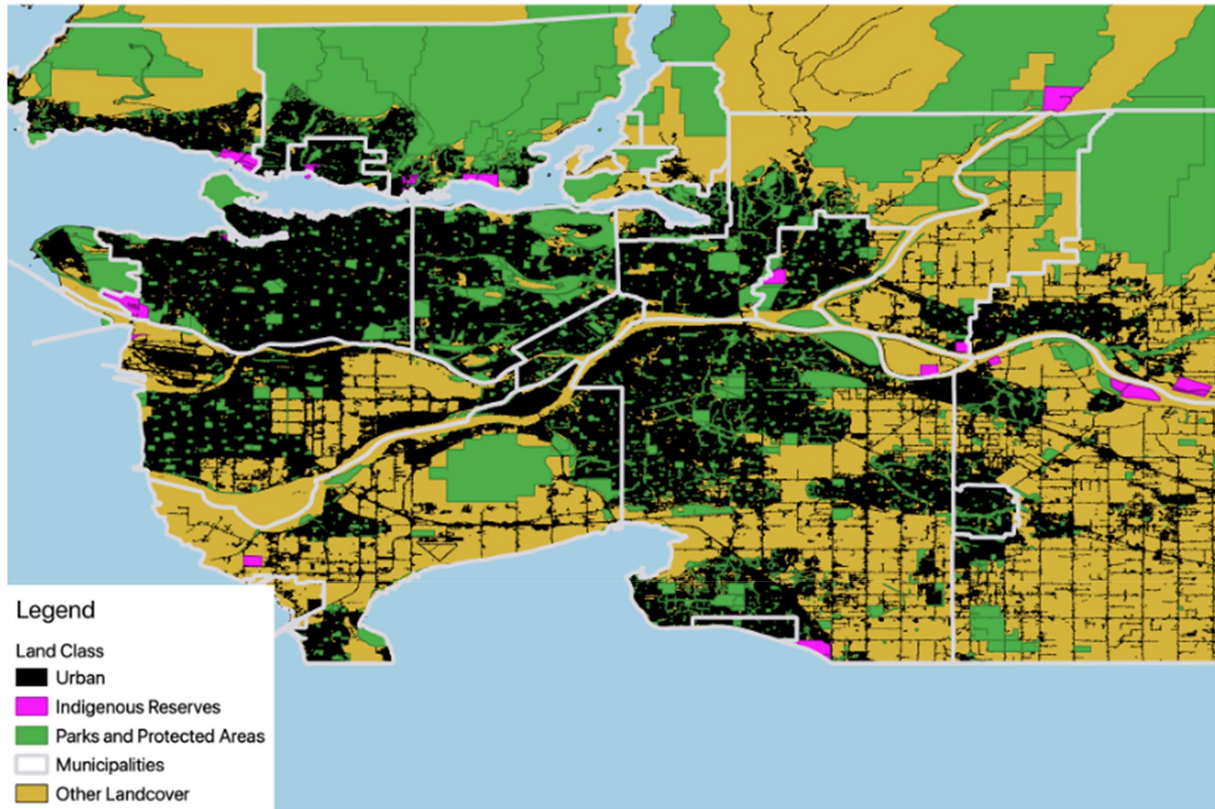 Legend
Land Class
Urban
Indigenous Reserves
Parks and Protected Areas
Municipalities
Other Landcover